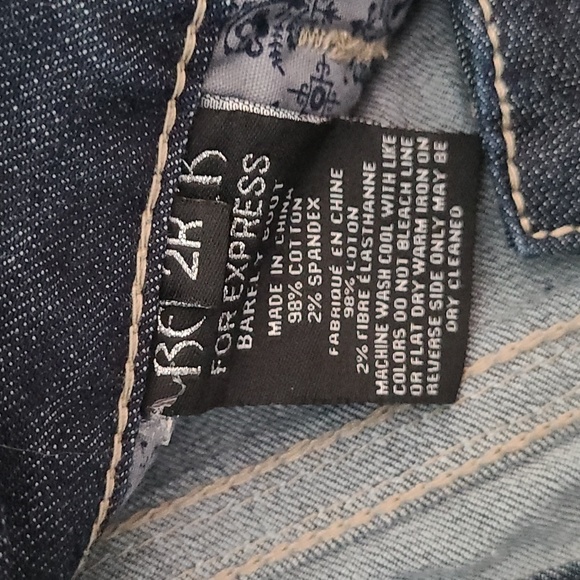 2R
FOR EXPRESS
BARELY BOOT
MADE IN CHINA
98% COTTON
2% SPANDEX
FABRIQUÉ EN CHINE
98% COTON
2% FIBRE ÉLASTHANNE
MACHINE WASH COOL WITH LIKE
COLORS DO NOT BLEACH LINE
OR FLAT DRY WARM IRON ON
REVERSE SIDE ONLY MAY BE
DRY CLEANED